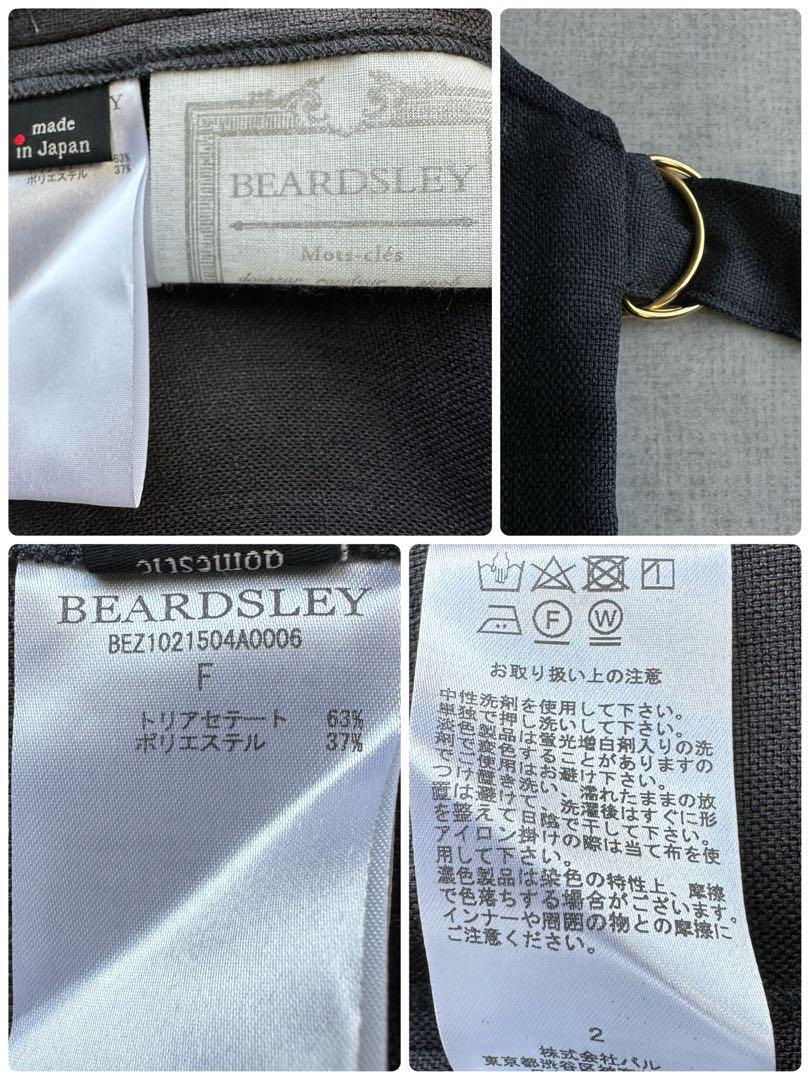 made
in Japan
Y
63%
ポリエステル 37%
BEARDSLEY
Mots-clés
domestic
BEARDSLEY
BEZ1021504A0006
F
トリアセテート 63%
ポリエステル 37%
1
F W
お取り扱い上の注意
中性洗剤を使用して下さい。
単独で押し洗いして下さい。
淡色製品は蛍光増白剤入りの洗
剤で変色することがありますの
でご使用はお避け下さい。
つけ置き洗い、濡れたままの放
置は避けて、洗濯後はすぐに形
を整えて日陰で干して下さい。
アイロン掛けの際は当て布を使
用して下さい。
濃色製品は染色の特性上、摩擦
で色落ちする場合がございます。
インナーや周囲の物との摩擦に
ご注意ください。
2
株式会社パル
東京都渋谷区